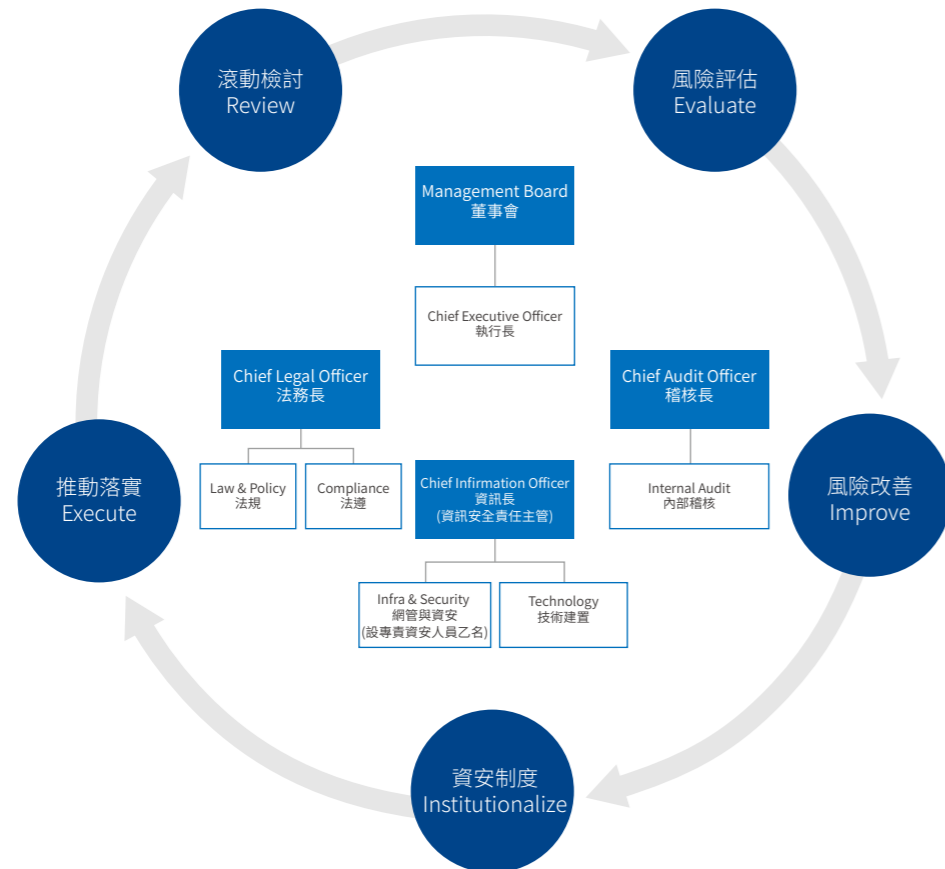 滾動檢討
Review
風險評估
Evaluate
Management Board
董事會
Chief Executive Officer
執行長
Chief Legal Officer
法務長
Chief Audit Officer
稽核長
Law & Policy
法規
Compliance
法遵
Chief Infirmation Officer
資訊長
(資訊安全責任主管)
Internal Audit
內部稽核
推動落實
Execute
風險改善
Improve
Infra & Security
網管與資安
(設專責資安人員乙名)
Technology
技術建置
資安制度
Institutionalize